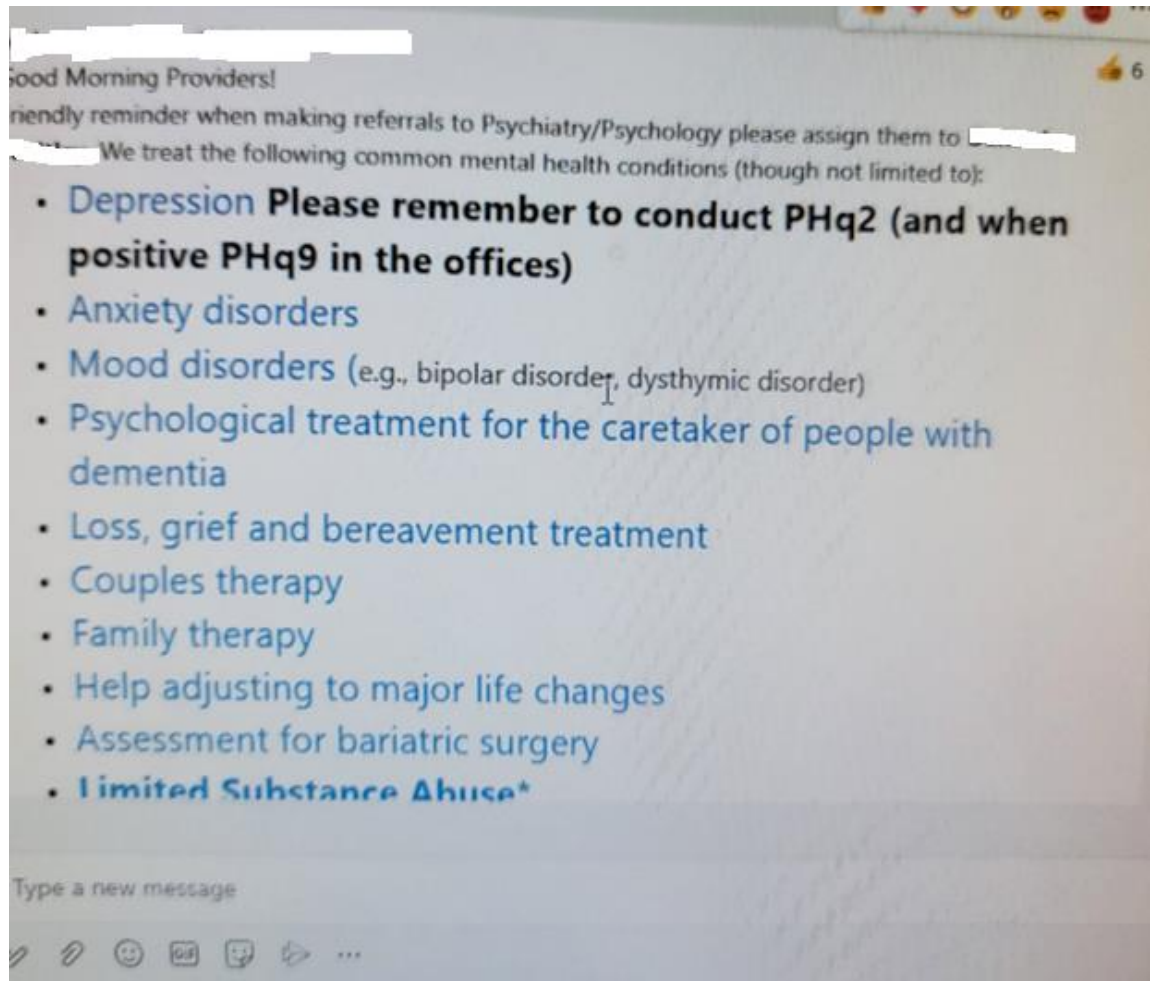 ood Morning Providers!
riendly reminder when making referrals to Psychiatry/Psychology please assign them to
We treat the following common mental health conditions (though not limited to):
• Depression Please remember to conduct PHq2 (and when
positive PHq9 in the offices)
• Anxiety disorders
• Mood disorders (e.g., bipolar disorder, dysthymic disorder)
• Psychological treatment for the caretaker of people with
dementia
• Loss, grief and bereavement treatment
• Couples therapy
• Family therapy
• Help adjusting to major life changes
• Assessment for bariatric surgery
• Limited Substance Abuse*
6
Type a new message
GIF